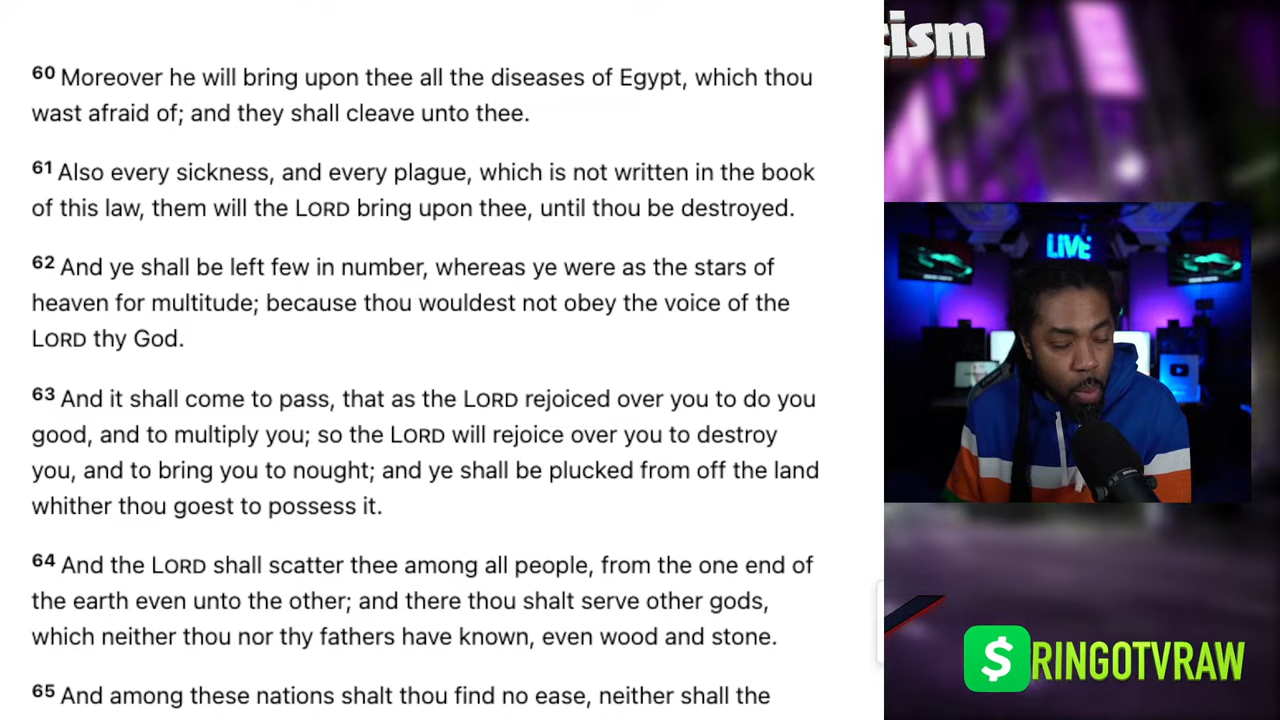 60 Moreover he will bring upon thee all the diseases of Egypt, which thou
wast afraid of; and they shall cleave unto thee.
61 Also every sickness, and every plague, which is not written in the book
of this law, them will the LORD bring upon thee, until thou be destroyed.
62 And ye shall be left few in number, whereas ye were as the stars of
heaven for multitude; because thou wouldest not obey the voice of the
LORD thy God.
63 And it shall come to pass, that as the LORD rejoiced over you to do you
good, and to multiply you; so the LORD will rejoice over you to destroy
you, and to bring you to nought; and ye shall be plucked from off the land
whither thou goest to possess it.
64 And the LORD shall scatter thee among all people, from the one end of
the earth even unto the other; and there thou shalt serve other gods,
which neither thou nor thy fathers have known, even wood and stone.
65 And among these nations shalt thou find no ease, neither shall the
cism
LIVE
$RINGOTVRAW